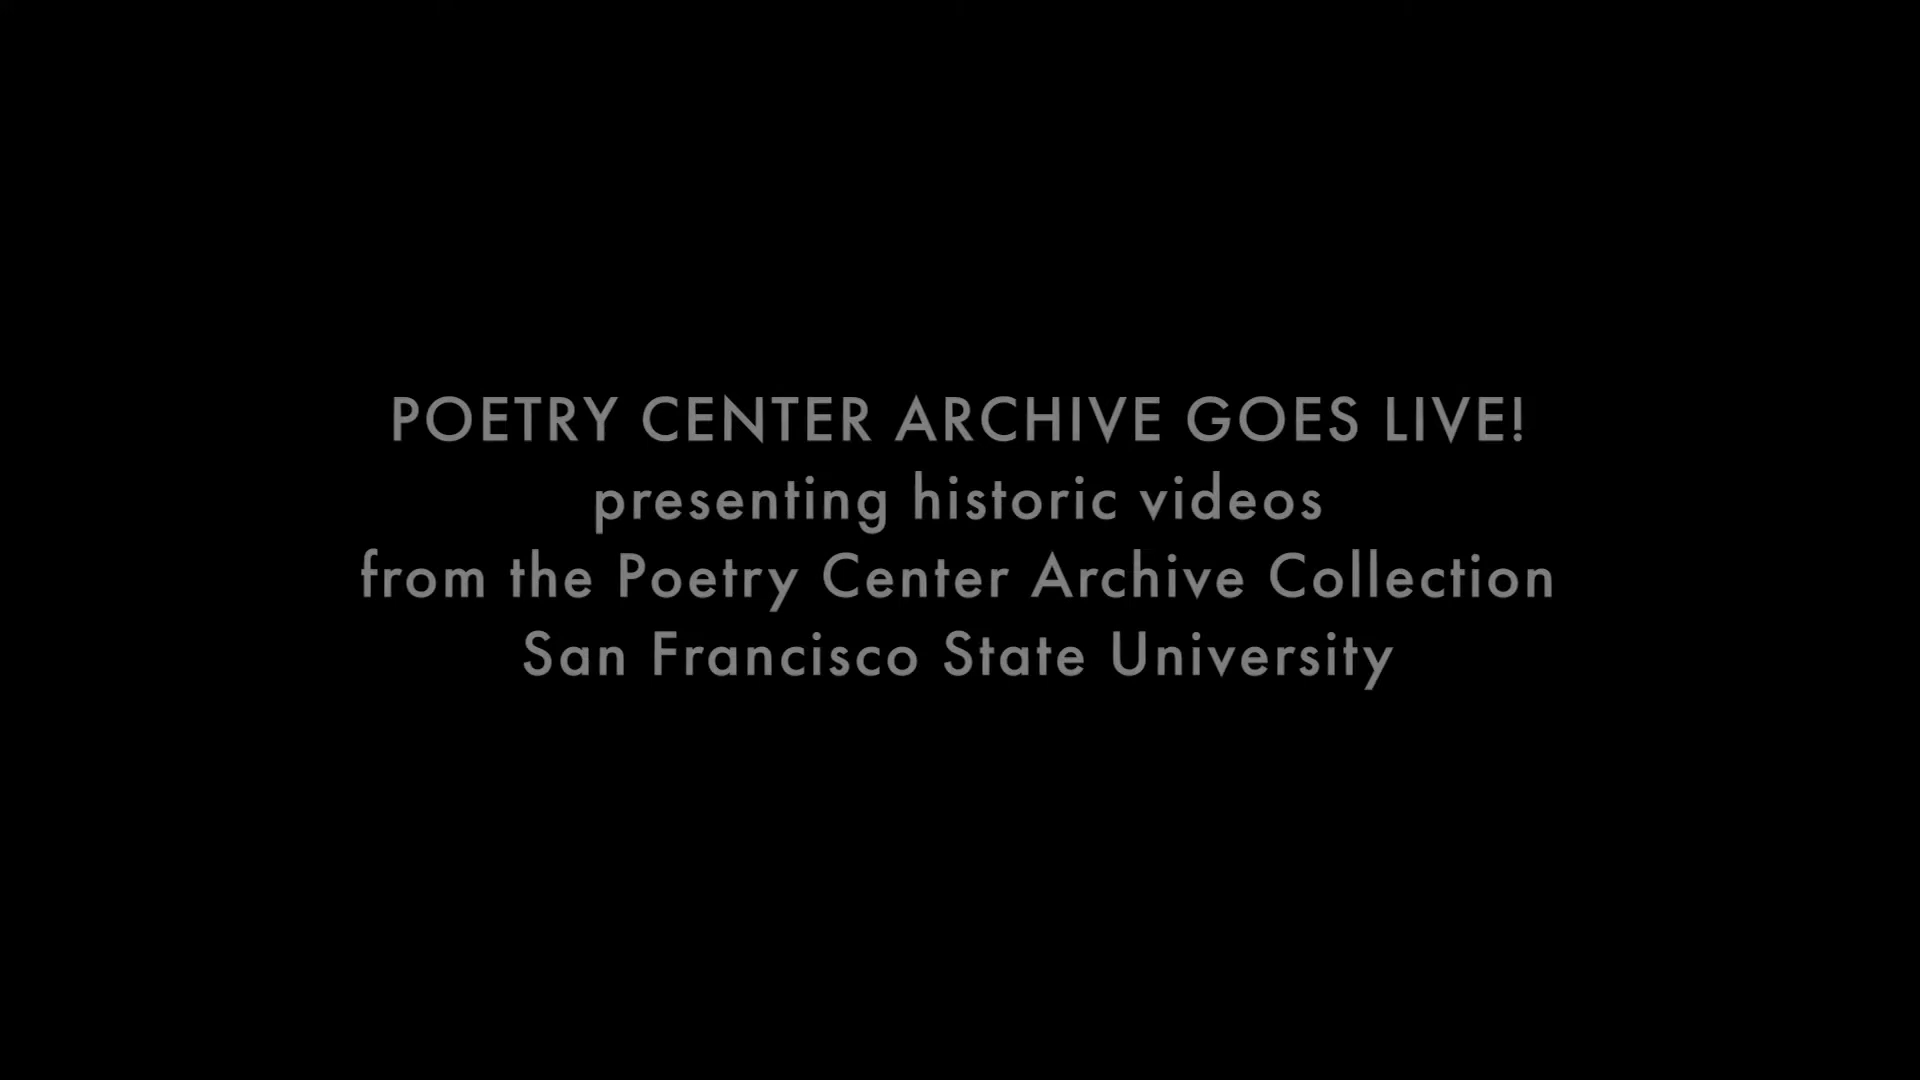 POETRY CENTER ARCHIVE GOES LIVE!
presenting historic videos
from the Poetry Center Archive Collection
San Francisco State University